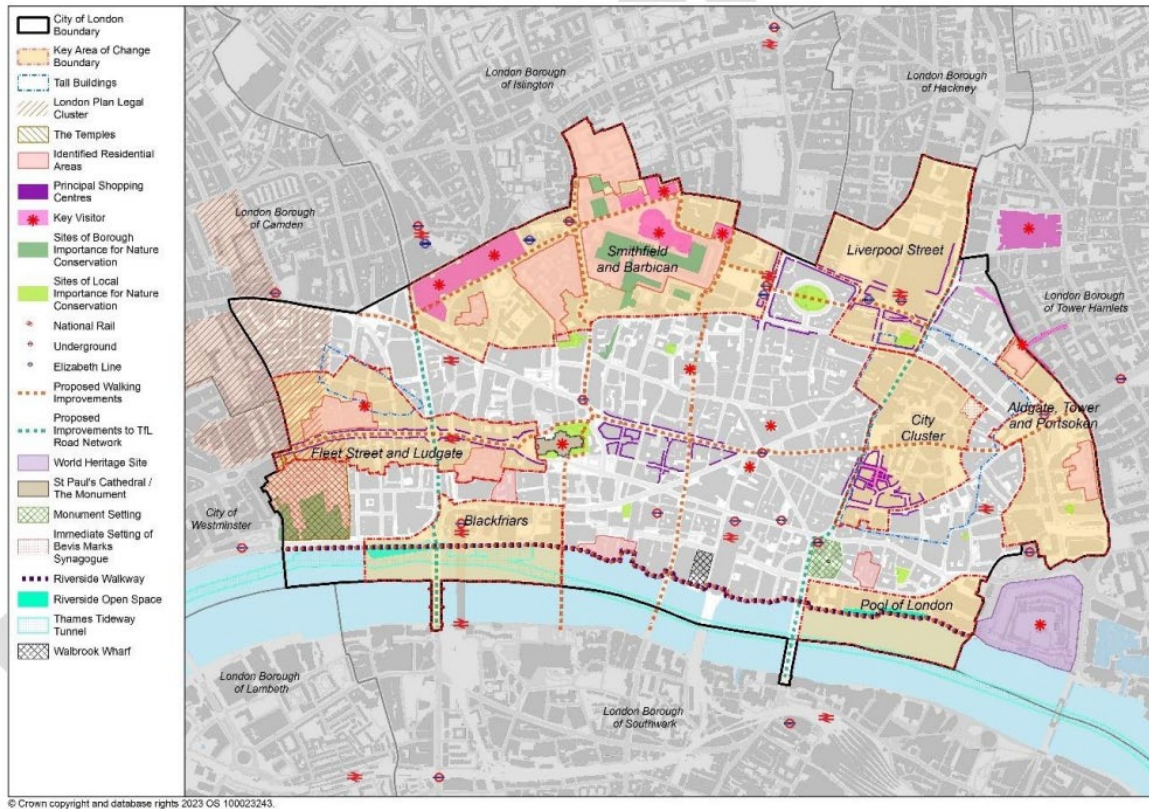 City of London
Boundary
Key Area of Change
Boundary
Tall Buildings
London Plan Legal
Cluster
The Temples
Identified Residential
Areas
Principal Shopping
Centres
Key Visitor
Sites of Borough
Importance for Nature
Conservation
Sites of Local
Importance for Nature
Conservation
National Rail
Underground
Elizabeth Line
Proposed Walking
Improvements
Proposed
Improvements to TfL
Road Network
World Heritage Site
St Paul's Cathedral /
The Monument
Monument Setting
Immediate Setting of
Bevis Marks
Synagogue
Riverside Walkway
Riverside Open Space
Thames Tideway
Tunnel
Walbrook Wharf
London Borough
of Islington
London Borough
of Hackney
London Borough
of Camden
Smithfield
and Barbican
Liverpool Street
London Borough
of Tower Hamlets
City
Cluster
Aldgate, Tower
and Portsoken
Fleet Street and Ludgate
City of
Westminster
Blackfriars
Pool of London
London Borough
of Lambeth
London Borough
of Southwark
© Crown copyright and database rights 2023 OS 100023243.